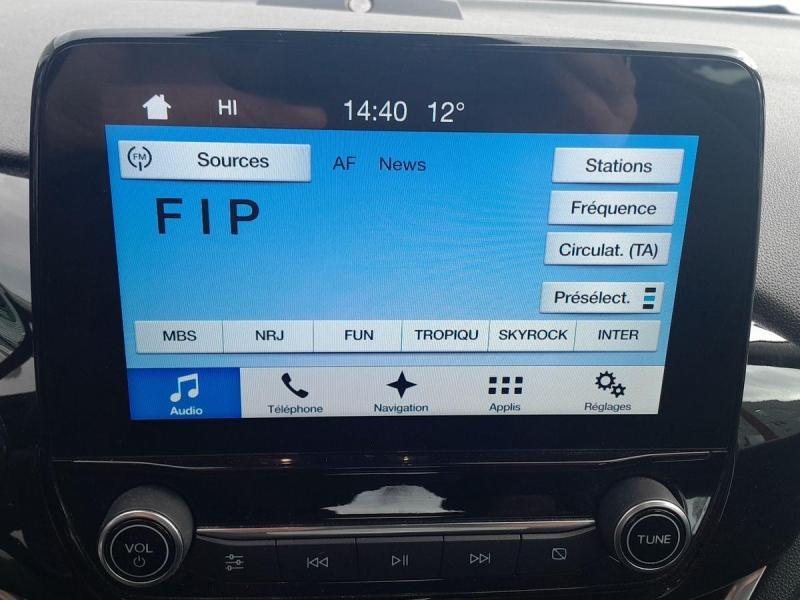 HI 14:40 12°
FM Sources AF News Stations
FIP
Fréquence
Circulat. (TA)
Présélect.
MBS NRJ FUN TROPIQU SKYROCK INTER
Audio Téléphone Navigation Applis Réglages
VOL TUNE